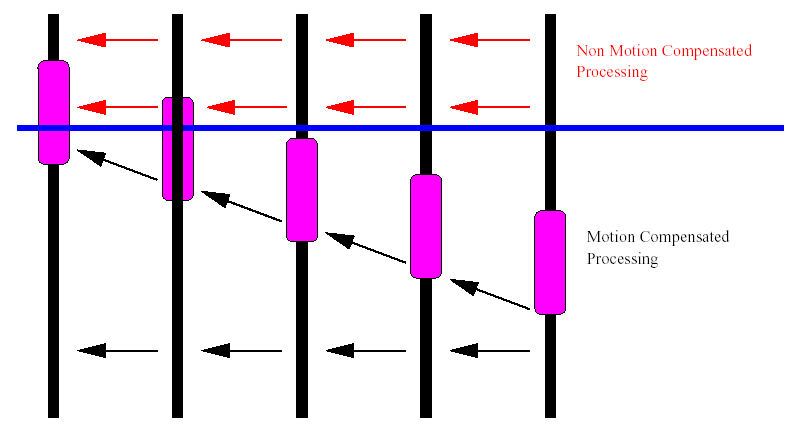 Non Motion Compensated
Processing
Motion Compensated
Processing